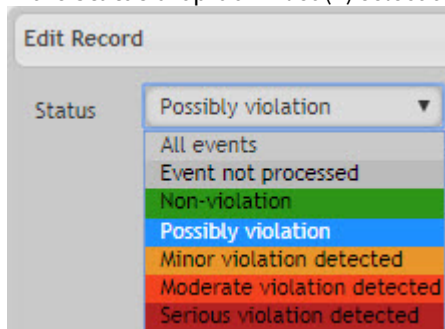 Edit Record
Status Possibly violation
All events
Event not processed
Non-violation
Possibly violation
Minor violation detected
Moderate violation detected
Serious violation detected